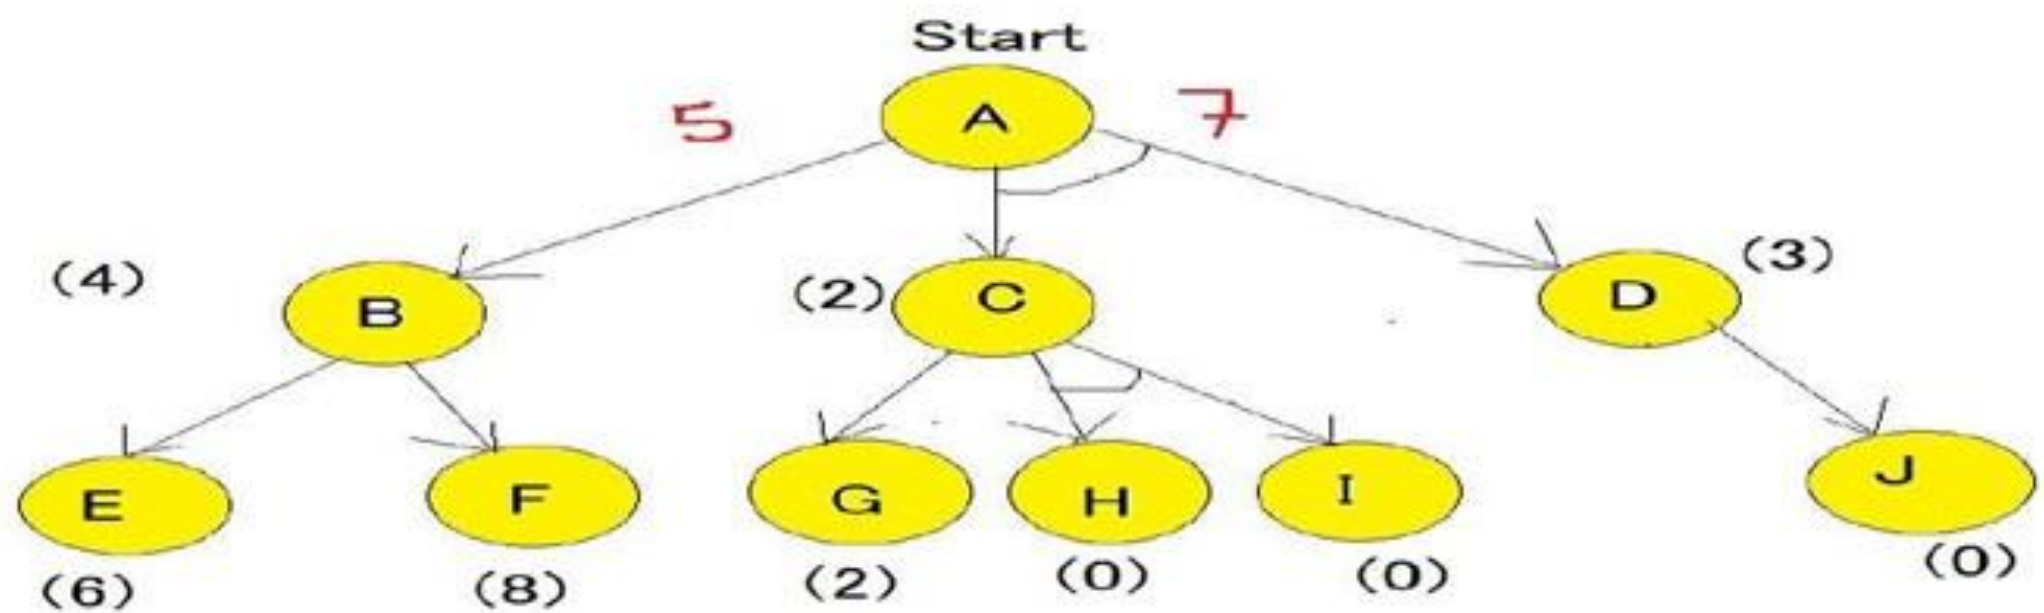 Start
5 A 7
(4) B (2) C D (3)
E F G H I J
(6) (8) (2) (0) (0) (0)